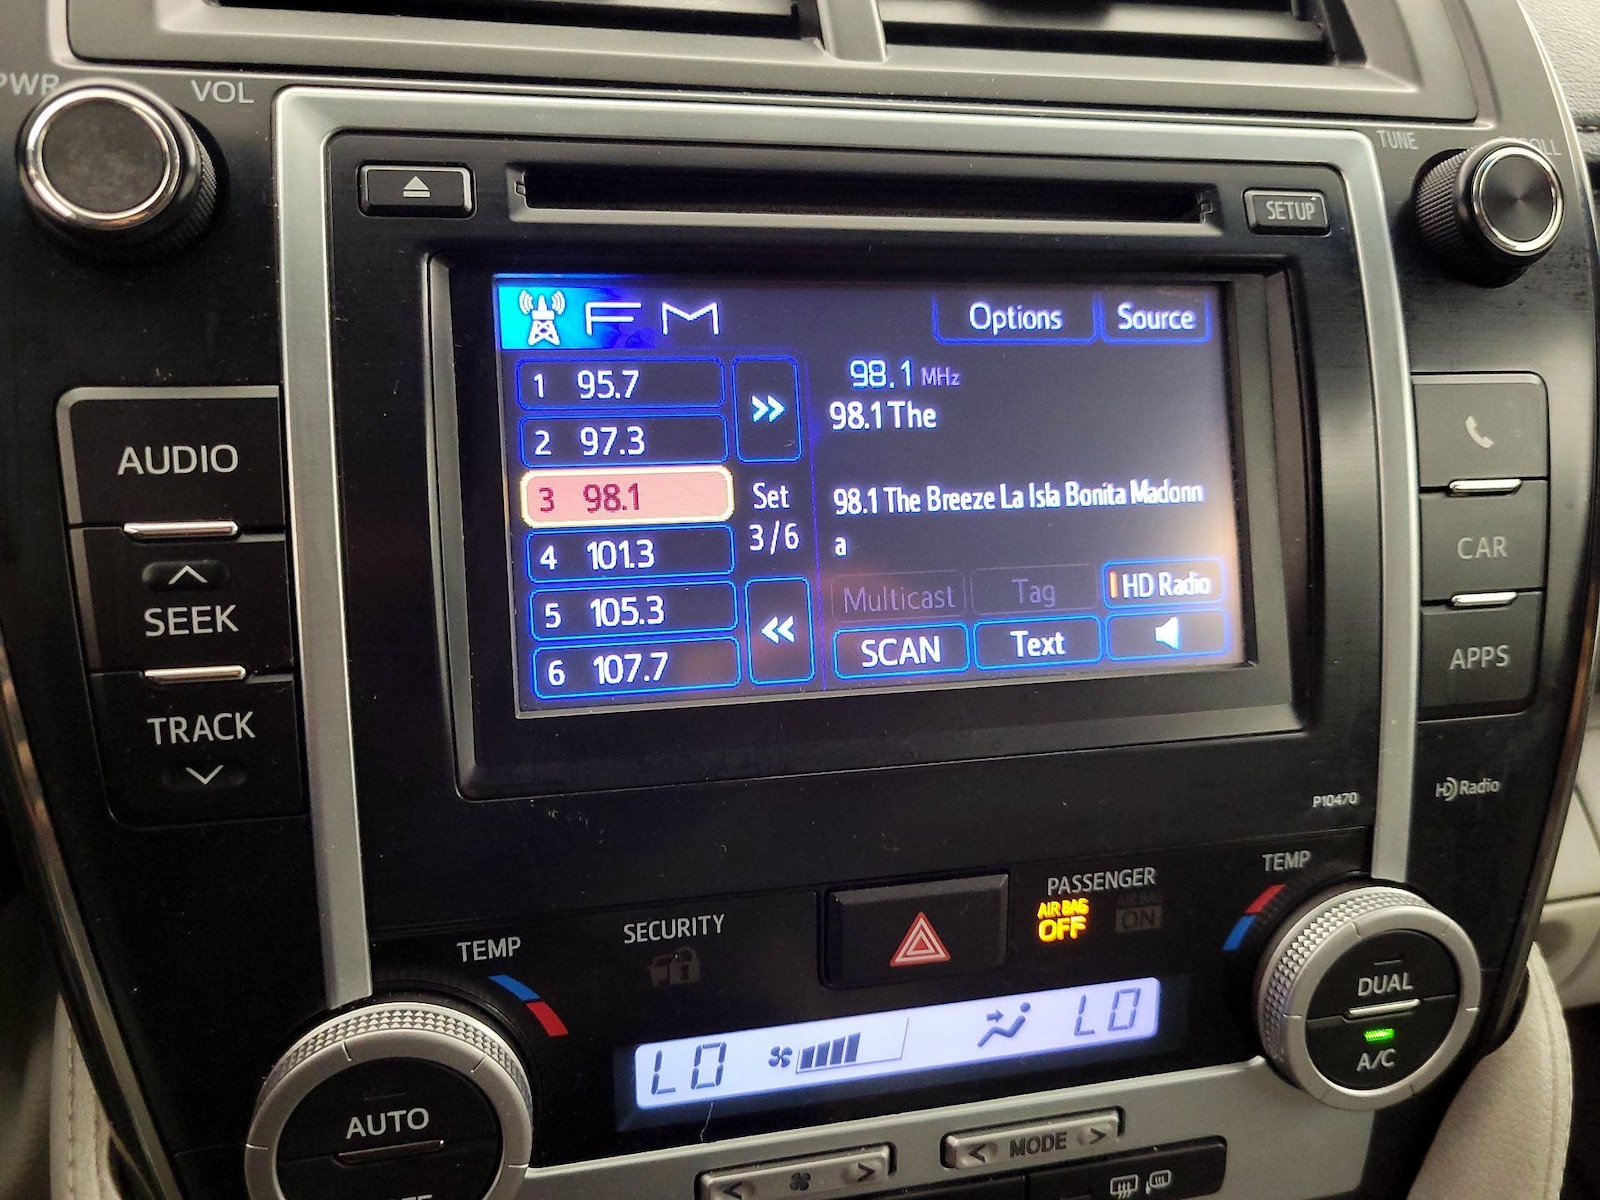 PWR
VOL
TUNE
SETUP
FM
Options
Source
1 95.7
2 97.3
3 98.1
4 101.3
5 105.3
6 107.7
Set
3/6
98.1 MHz
98.1 The
98.1 The Breeze La Isla Bonita Madonn
a
Multicast
Tag
HD Radio
SCAN
Text
AUDIO
SEEK
TRACK
CAR
APPS
HD Radio
P10470
TEMP
SECURITY
PASSENGER
AIR BAG
OFF
AIR BAG
ON
TEMP
LO
LO
AUTO
DUAL
A/C
MODE